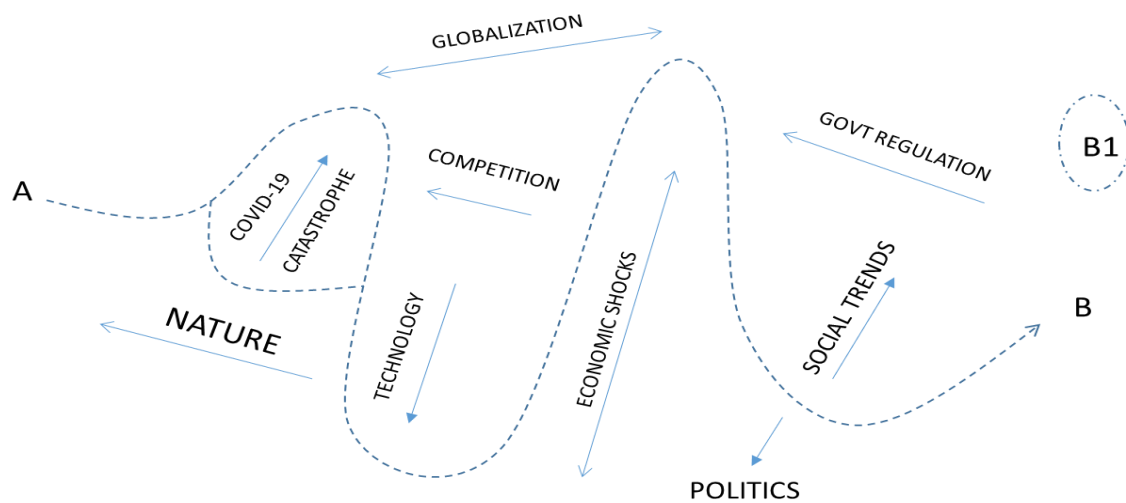 GLOBALIZATION
GOVT REGULATION
B1
COMPETITION
A
COVID-19
CATASTROPHE
NATURE
TECHNOLOGY
ECONOMIC SHOCKS
SOCIAL TRENDS
B
POLITICS